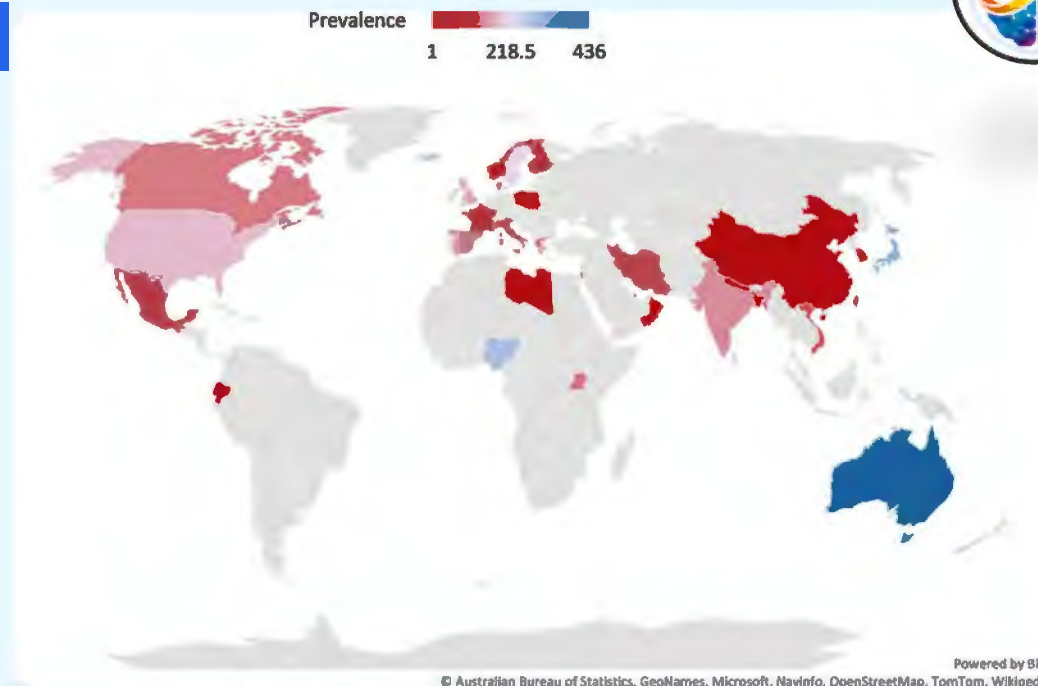 Prevalence
1 218.5 436
Powered by
© Australian Bureau of Statistics, GeoNames, Microsoft, Navinfo, OpenStreetMap, TomTom,